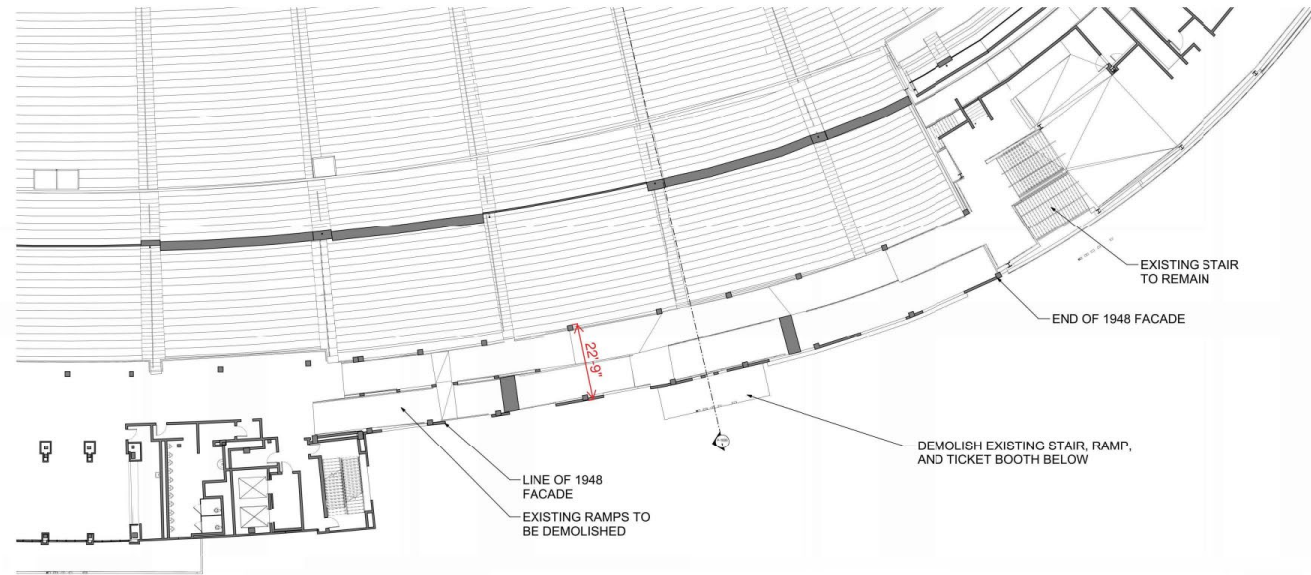 EXISTING STAIR
TO REMAIN
END OF 1948 FACADE
22'-9"
DEMOLISH EXISTING STAIR, RAMP,
AND TICKET BOOTH BELOW
LINE OF 1948
FACADE
EXISTING RAMPS TO
BE DEMOLISHED